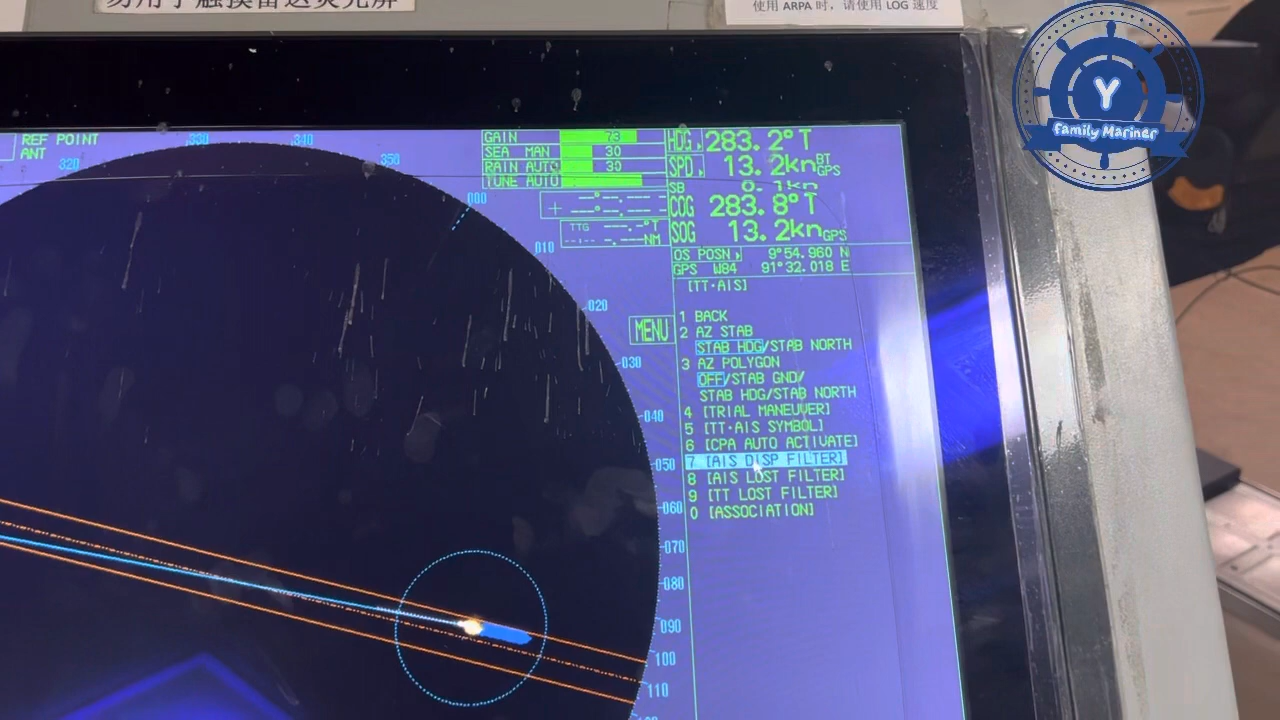 易用手触摸雷达荧光屏
使用 ARPA 时，请使用 LOG 速度
Y
Family Mariner
REF POINT
ANT
320
330
340
350
000
010
020
030
040
050
060
070
080
090
100
110
GAIN 73
SEA MAN 30
RAIN AUTO 30
TUNE AUTO
HDG 283.2°T
SPD 13.2kn BT GPS
SB 0.1kn
COG 283.8°T
SOG 13.2kn GPS
+ --°--.---
TTG ---.-°T
--:-- --.--NM
OS POSN 9°54.960 N
GPS W84 91°32.018 E
[TT·AIS]
MENU
1 BACK
2 AZ STAB
STAB HDG/STAB NORTH
3 AZ POLYGON
OFF/STAB GND/
STAB HDG/STAB NORTH
4 [TRIAL MANEUVER]
5 [TT·AIS SYMBOL]
6 [CPA AUTO ACTIVATE]
7 [AIS DISP FILTER]
8 [AIS LOST FILTER]
9 [TT LOST FILTER]
0 [ASSOCIATION]